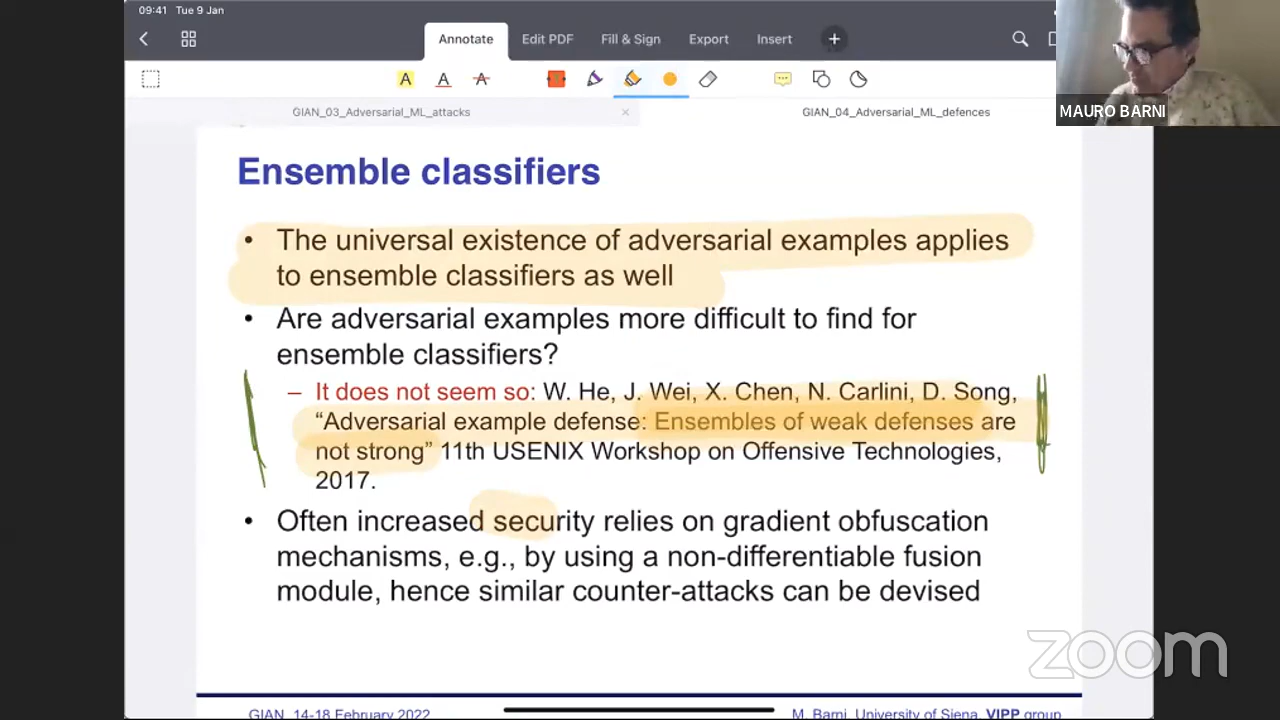 09:41 Tue 9 Jan
Annotate Edit PDF Fill & Sign Export Insert +
A A A
GIAN_03_Adversarial_ML_attacks × GIAN_04_Adversarial_ML_defences
MAURO BARNI
Ensemble classifiers
• The universal existence of adversarial examples applies
to ensemble classifiers as well
• Are adversarial examples more difficult to find for
ensemble classifiers?
– It does not seem so: W. He, J. Wei, X. Chen, N. Carlini, D. Song,
“Adversarial example defense: Ensembles of weak defenses are
not strong” 11th USENIX Workshop on Offensive Technologies,
2017.
• Often increased security relies on gradient obfuscation
mechanisms, e.g., by using a non-differentiable fusion
module, hence similar counter-attacks can be devised
zoom
GIAN, 14-18 February 2022 M. Barni, University of Siena, VIPP group